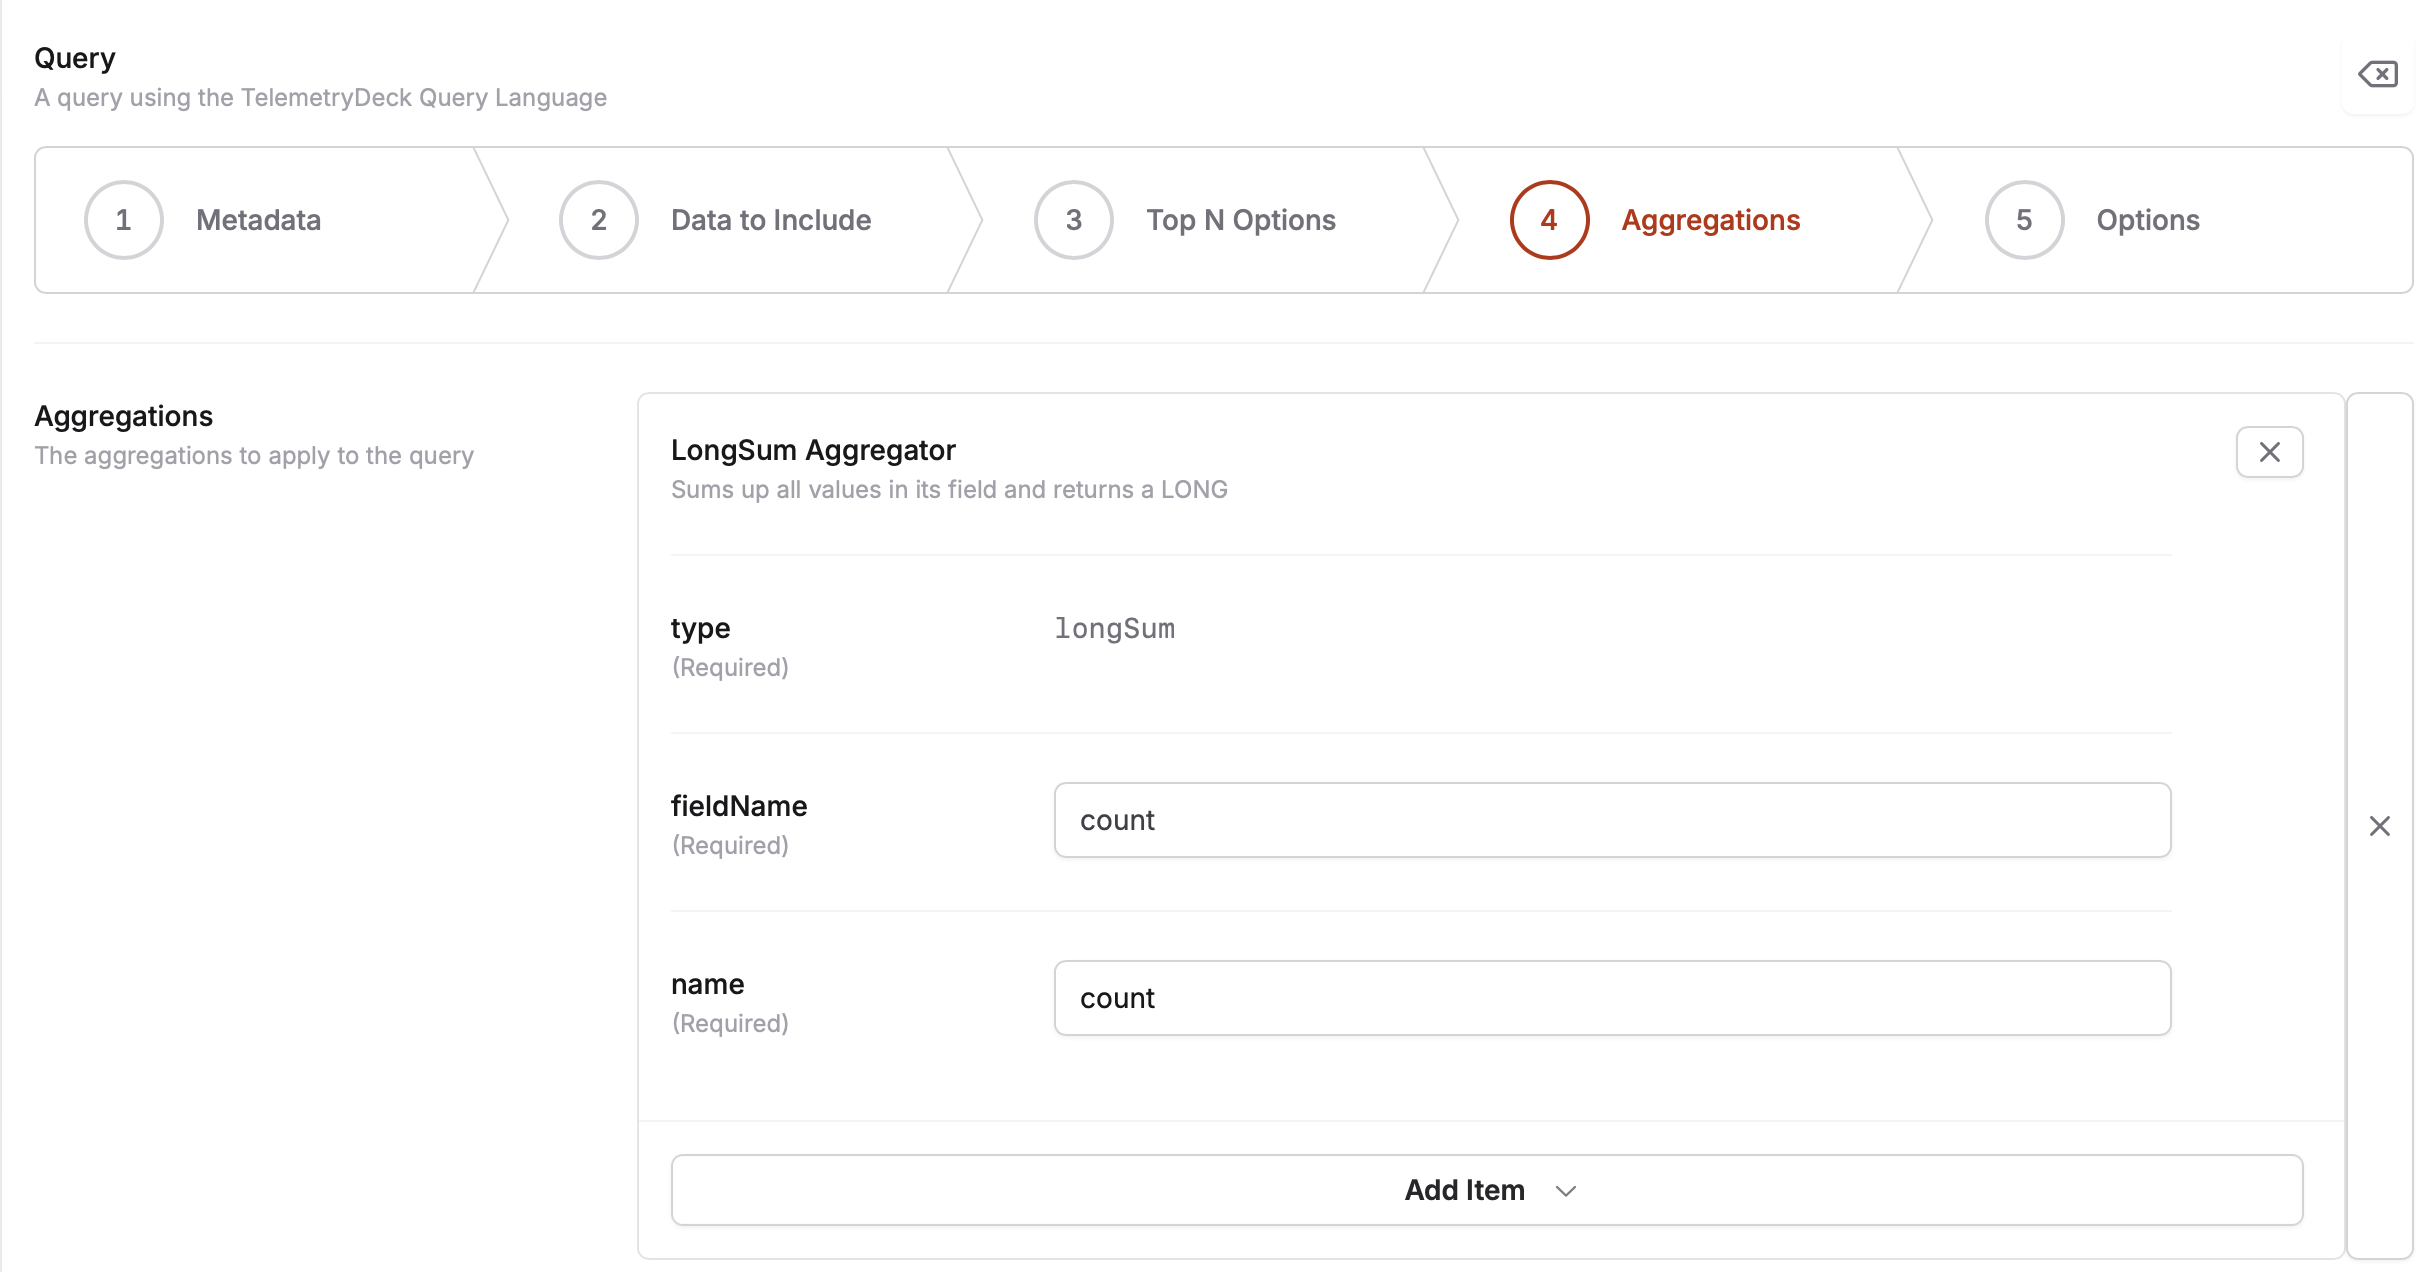 Query
A query using the TelemetryDeck Query Language
1 Metadata
2 Data to Include
3 Top N Options
4 Aggregations
5 Options
Aggregations
The aggregations to apply to the query
LongSum Aggregator
Sums up all values in its field and returns a LONG
type
(Required)
longSum
fieldName
(Required)
count
name
(Required)
count
Add Item